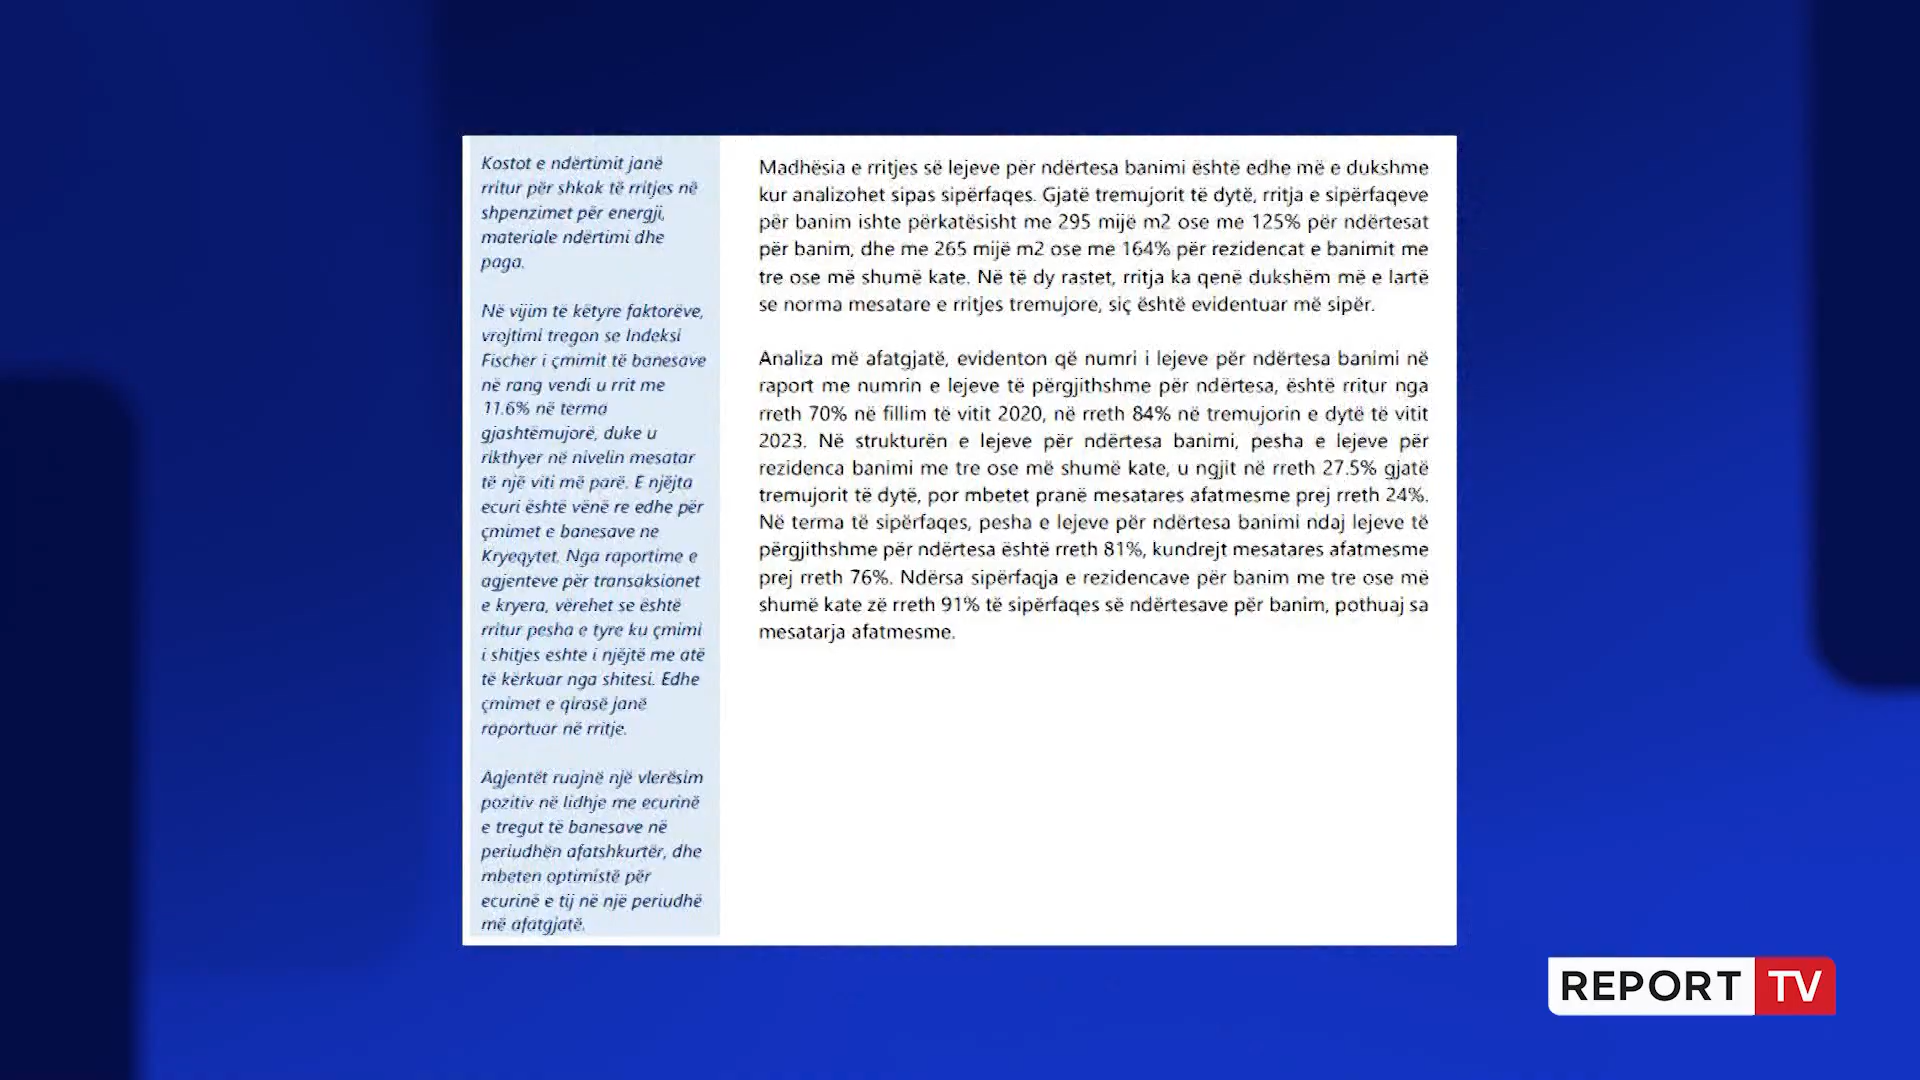 Kostot e ndërtimit janë
rritur për shkak të rritjes në
shpenzimet për energji,
materiale ndërtimi dhe
paga.
Në vijim të këtyre faktorëve,
vrojtimi tregon se Indeksi
Fischer i çmimit të banesave
në rang vendi u rrit me
11.6% në terma
gjashtëmujorë, duke u
rikthyer në nivelin mesatar
të një viti më parë. E njëjta
ecuri është vënë re edhe për
çmimet e banesave ne
Kryeqytet. Nga raportime e
agjenteve për transaksionet
e kryera, vërehet se është
rritur pesha e tyre ku çmimi
i shitjes eshte i njëjtë me atë
të kërkuar nga shitesi. Edhe
çmimet e qirasë janë
raportuar në rritje.
Agjentët ruajnë një vlerësim
pozitiv në lidhje me ecurinë
e tregut të banesave në
periudhën afatshkurtër, dhe
mbeten optimistë për
ecurinë e tij në një periudhë
më afatgjatë.
Madhësia e rritjes së lejeve për ndërtesa banimi është edhe më e dukshme
kur analizohet sipas sipërfaqes. Gjatë tremujorit të dytë, rritja e sipërfaqeve
për banim ishte përkatësisht me 295 mijë m2 ose me 125% për ndërtesat
për banim, dhe me 265 mijë m2 ose me 164% për rezidencat e banimit me
tre ose më shumë kate. Në të dy rastet, rritja ka qenë dukshëm më e lartë
se norma mesatare e rritjes tremujore, siç është evidentuar më sipër.
Analiza më afatgjatë, evidenton që numri i lejeve për ndërtesa banimi në
raport me numrin e lejeve të përgjithshme për ndërtesa, është rritur nga
rreth 70% në fillim të vitit 2020, në rreth 84% në tremujorin e dytë të vitit
2023. Në strukturën e lejeve për ndërtesa banimi, pesha e lejeve për
rezidenca banimi me tre ose më shumë kate, u ngjit në rreth 27.5% gjatë
tremujorit të dytë, por mbetet pranë mesatares afatmesme prej rreth 24%.
Në terma të sipërfaqes, pesha e lejeve për ndërtesa banimi ndaj lejeve të
përgjithshme për ndërtesa është rreth 81%, kundrejt mesatares afatmesme
prej rreth 76%. Ndërsa sipërfaqja e rezidencave për banim me tre ose më
shumë kate zë rreth 91% të sipërfaqes së ndërtesave për banim, pothuaj sa
mesatarja afatmesme.
REPORT TV